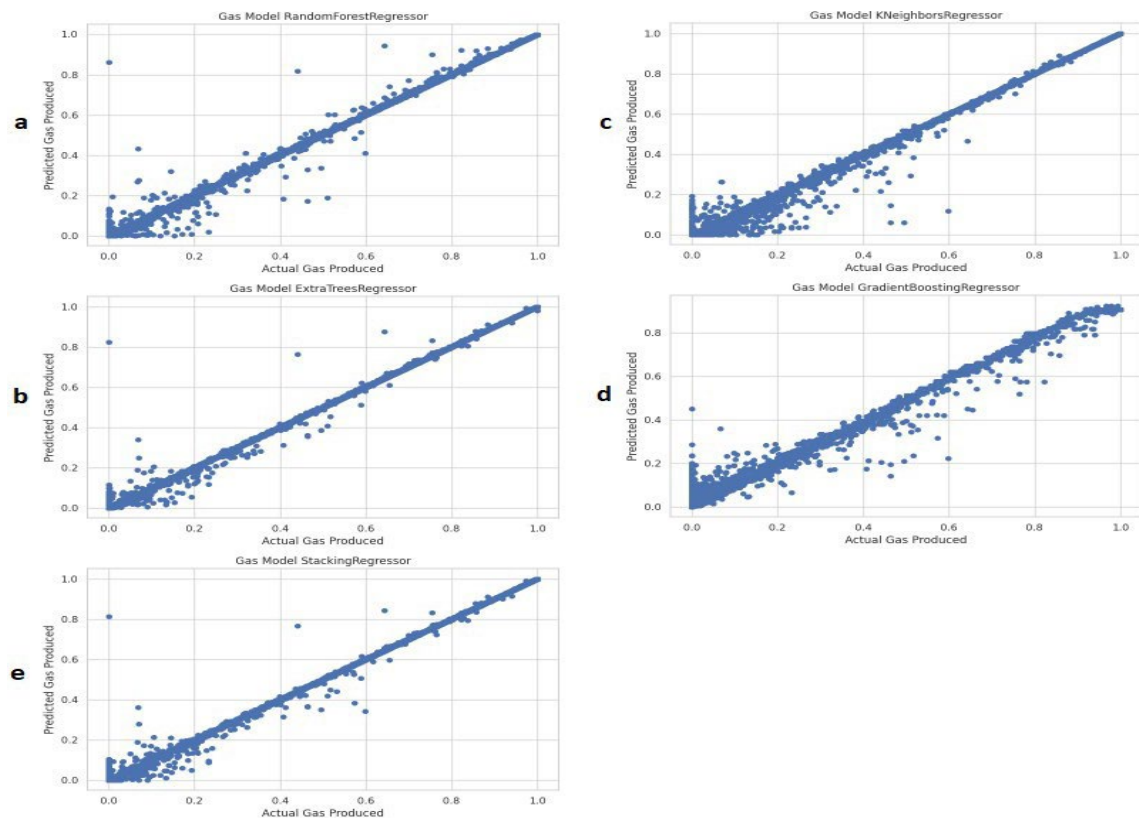 a
Gas Model RandomForestRegressor
Predicted Gas Produced
1.0
0.8
0.6
0.4
0.2
0.0
0.0 0.2 0.4 0.6 0.8 1.0
Actual Gas Produced
b
Gas Model ExtraTreesRegressor
Predicted Gas Produced
1.0
0.8
0.6
0.4
0.2
0.0
0.0 0.2 0.4 0.6 0.8 1.0
Actual Gas Produced
c
Gas Model KNeighborsRegressor
Predicted Gas Produced
1.0
0.8
0.6
0.4
0.2
0.0
0.0 0.2 0.4 0.6 0.8 1.0
Actual Gas Produced
d
Gas Model GradientBoostingRegressor
Predicted Gas Produced
0.8
0.6
0.4
0.2
0.0
0.0 0.2 0.4 0.6 0.8 1.0
Actual Gas Produced
e
Gas Model StackingRegressor
Predicted Gas Produced
1.0
0.8
0.6
0.4
0.2
0.0
0.0 0.2 0.4 0.6 0.8 1.0
Actual Gas Produced